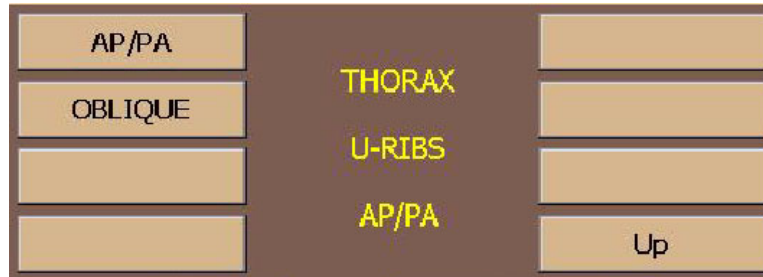 AP/PA
OBLIQUE
THORAX
U-RIBS
AP/PA
Up